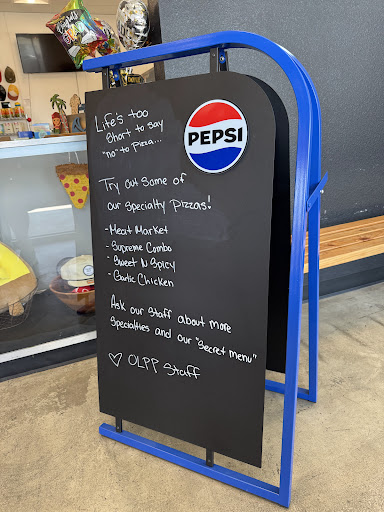 Life's too
short to say
"no" to Pizza...
PEPSI
Try out some of
our specialty Pizzas!
- Meat Market
- Supreme Combo
- Sweet N Spicy
- Garlic Chicken
Ask our staff about more
specialties and our "secret menu"
♡ OLPP Staff